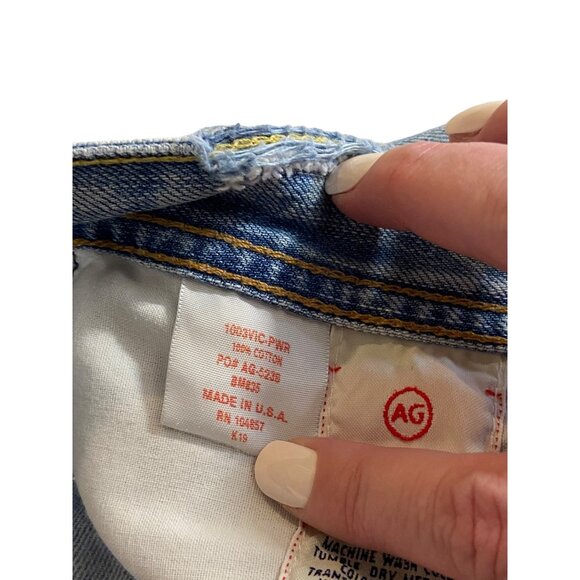 1003VIC-PWR
100% COTTON
PO# AG-5236
BM835
MADE IN U.S.A.
RN 104857
K19
AG
MACHINE WASH
TUMBLE DRY